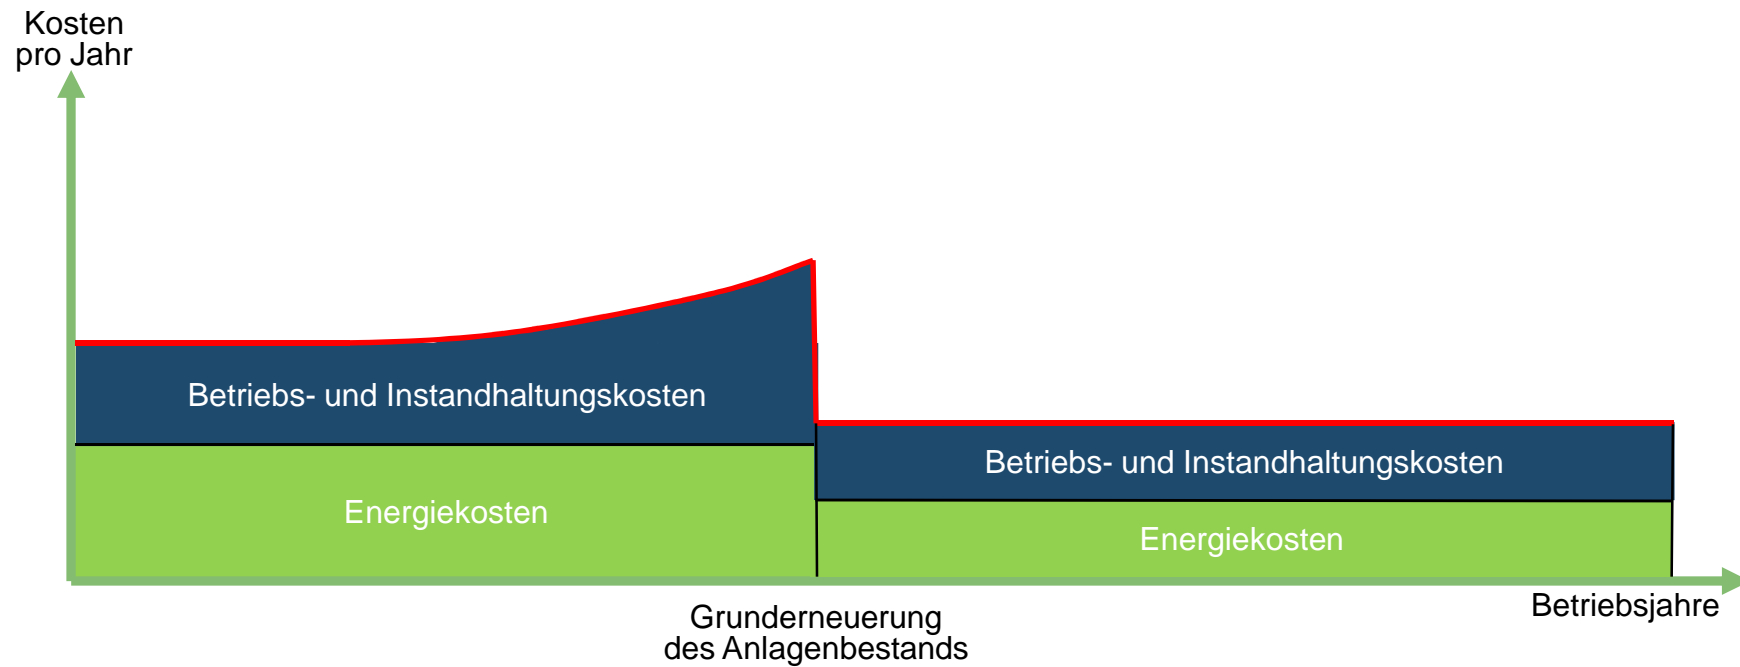 Kosten
pro Jahr
Betriebs- und Instandhaltungskosten
Energiekosten
Betriebs- und Instandhaltungskosten
Energiekosten
Grunderneuerung
des Anlagenbestands
Betriebsjahre